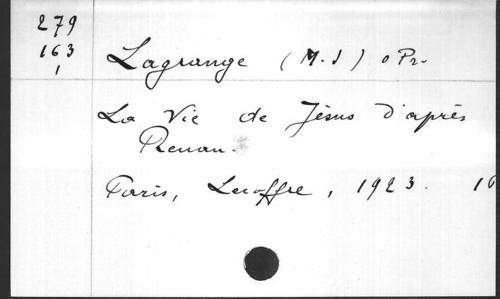 279
163
1
Lagrange (M.J) o Pr.
La Vie de Jésus d'après
Renan.
Paris, Lecoffre, 1923. 16